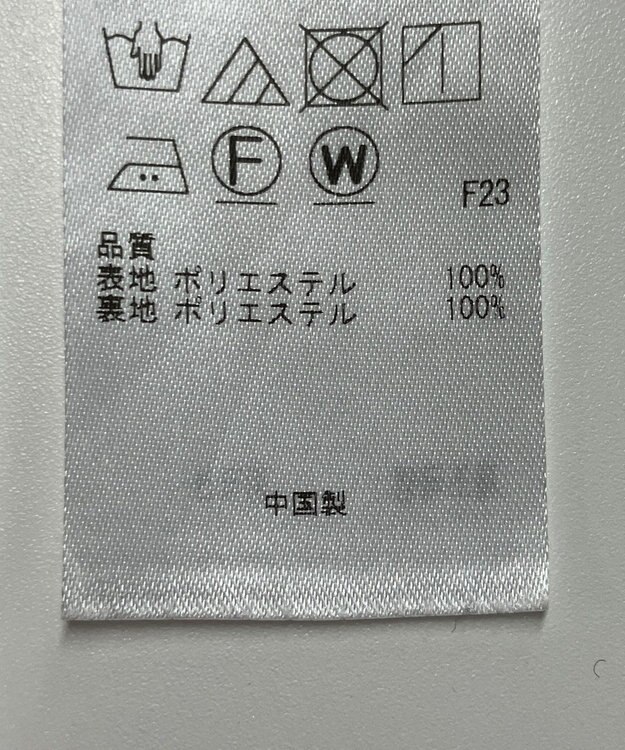 F W F23
品質
表地 ポリエステル 100%
裏地 ポリエステル 100%
中国製